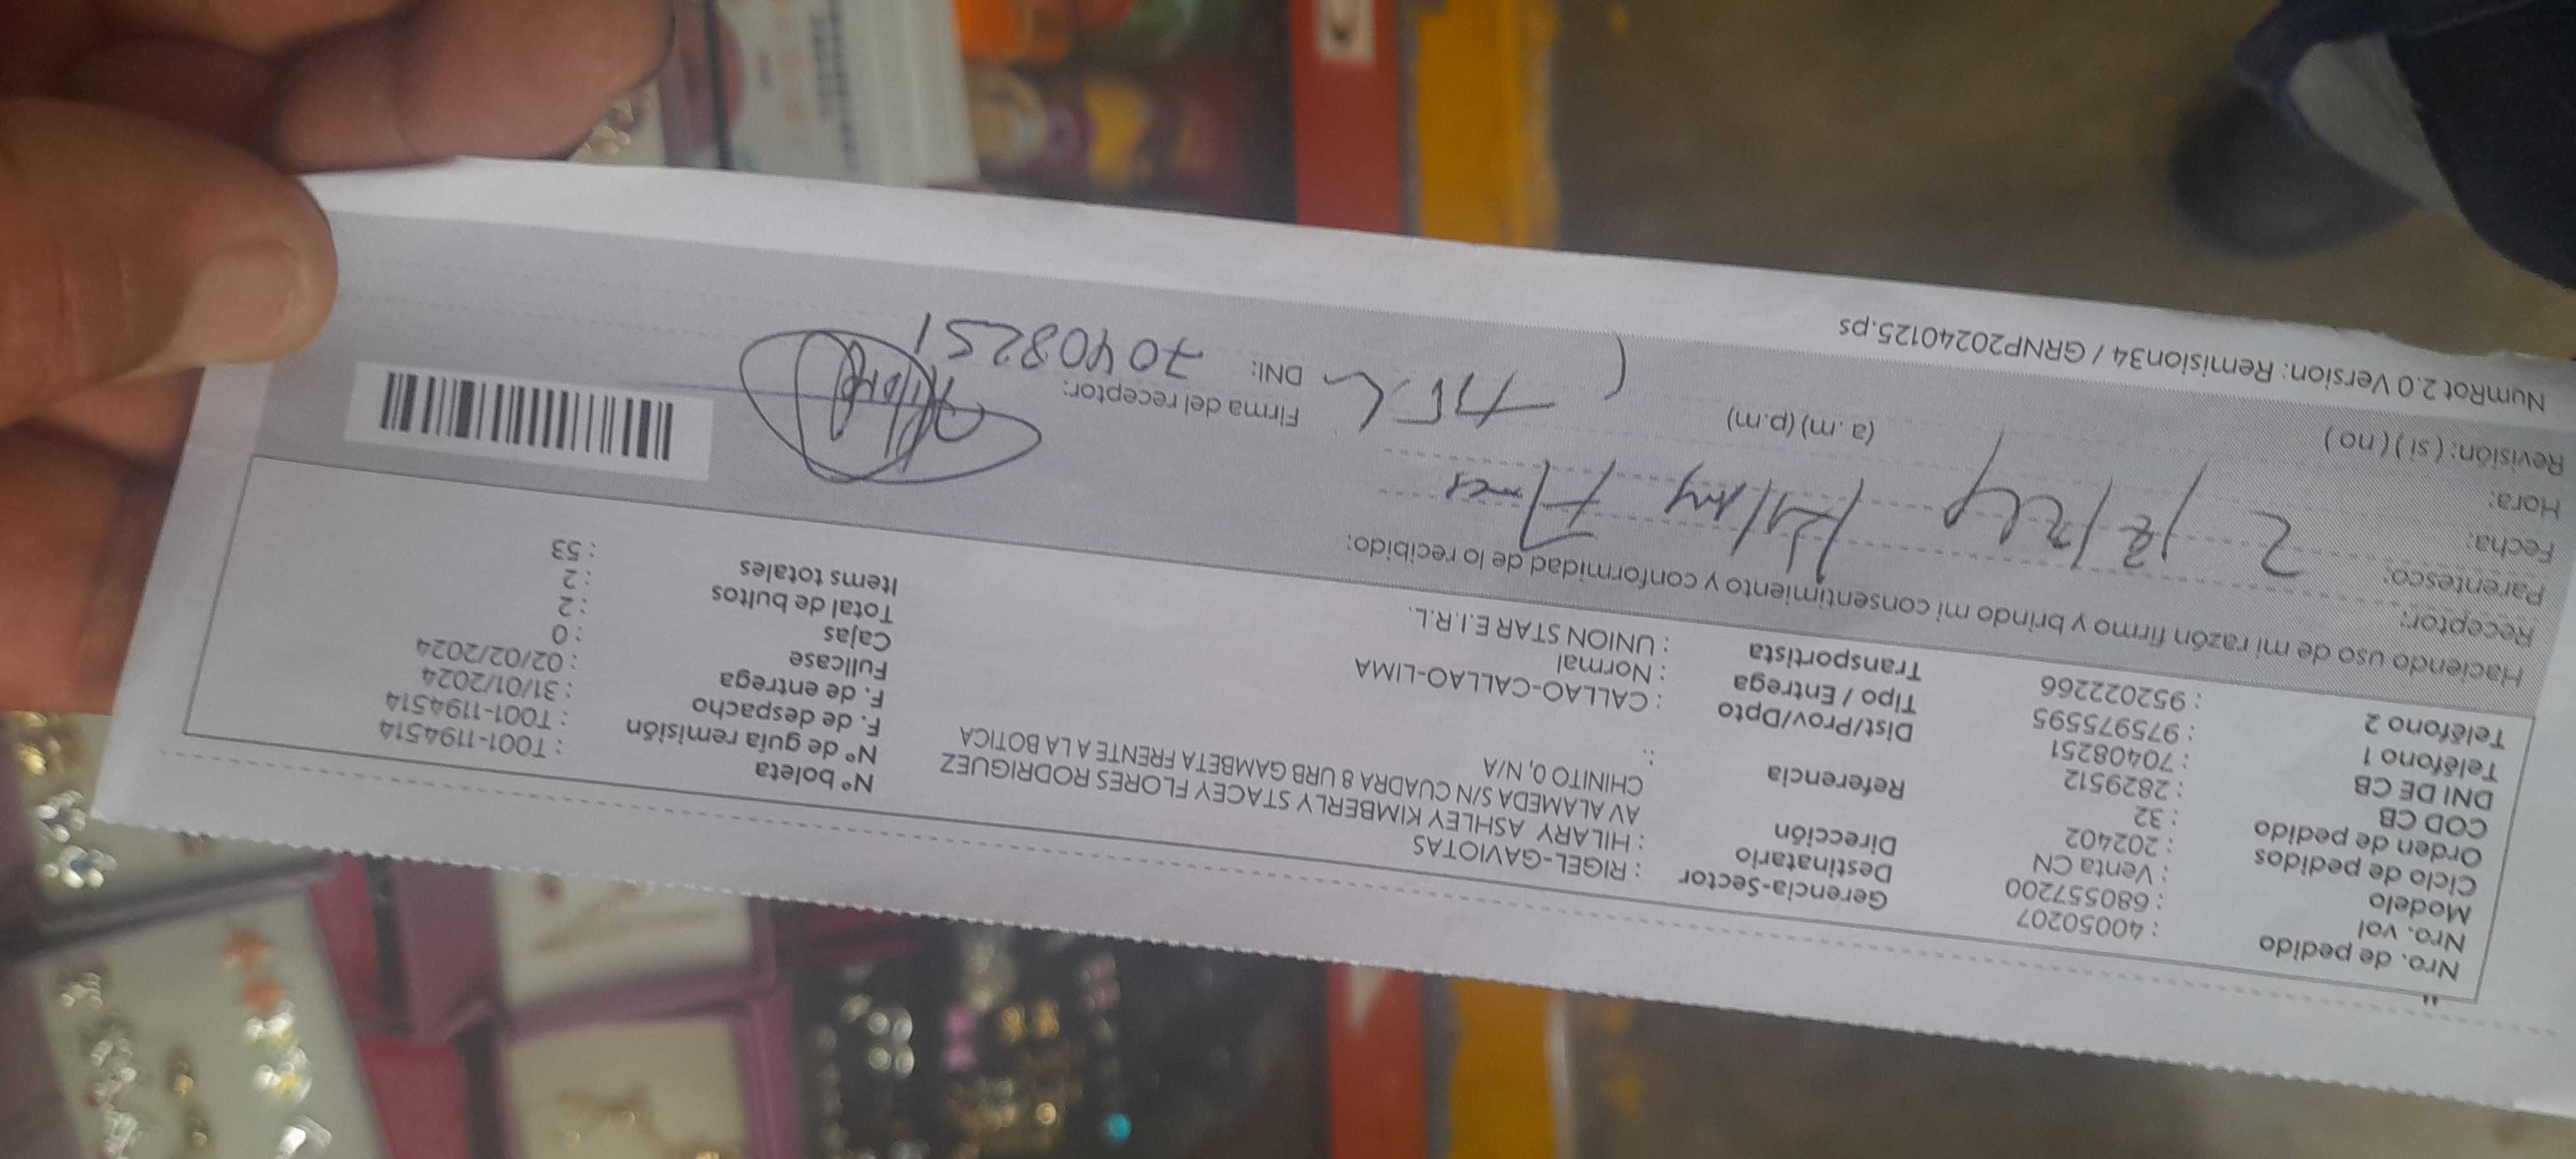 Nro. de pedido : 40050207
Nro. vol : 680557200
Modelo : Venta CN
Ciclo de pedidos : 202402
Orden de pedido : 32
COD CB : 2829512
DNI DE CB : 70408251
Teléfono 1 : 975975595
Teléfono 2 : 952022266
Gerencia-Sector : RIGEL-GAVIOTAS
Destinatario : HILARY ASHLEY KIMBERLY STACEY FLORES RODRIGUEZ
Dirección AV ALAMEDA S/N CUADRA 8 URB GAMBETA FRENTE A LA BOTICA
CHINITO 0, N/A
Referencia :.
Dist/Prov/Dpto : CALLAO-CALLAO-LIMA
Tipo / Entrega : Normal
Transportista : UNION STAR E.I.R.L.
Nº boleta : T001-1194514
Nº de guía remisión : T001-1194514
F. de despacho : 31/01/2024
F. de entrega : 02/02/2024
Fullcase : 0
Cajas : 2
Total de bultos : 2
Items totales : 53
Haciendo uso de mi razón firmo y brindo mi consentimiento y conformidad de lo recibido:
Receptor:
Parentesco:
Fecha:
Hora: (a.m) (p.m)
Revisión: ( si ) ( no )
Firma del receptor:
DNI: 70408251
NumRot 2.0 Version: Remision34 / GRNP20240125.ps